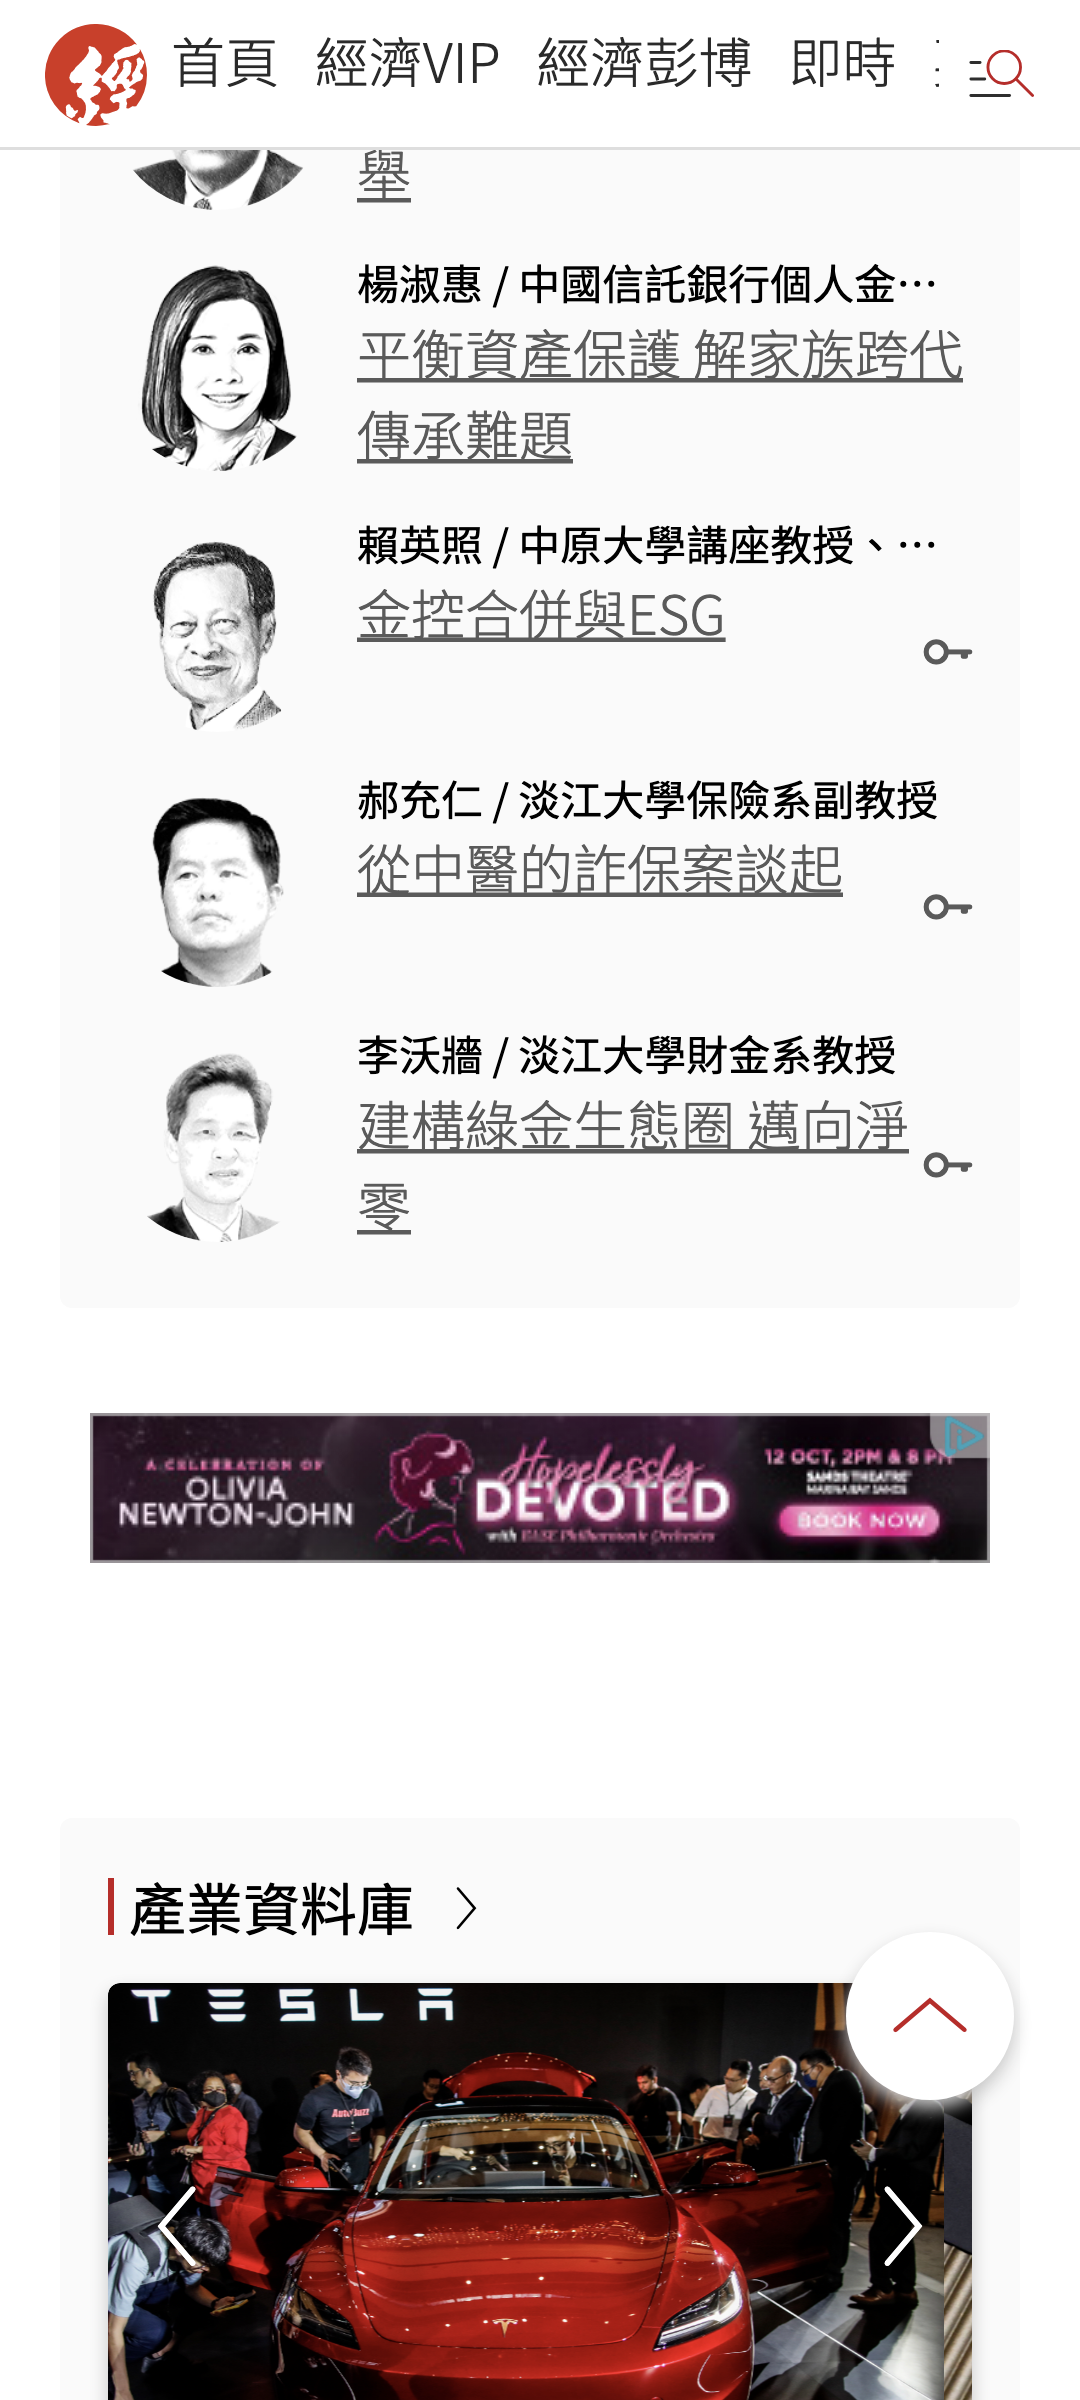 經
首頁 經濟VIP 經濟彭博 即時
舉
楊淑惠 / 中國信託銀行個人金…
平衡資產保護 解家族跨代
傳承難題
賴英照 / 中原大學講座教授、…
金控合併與ESG
郝充仁 / 淡江大學保險系副教授
從中醫的詐保案談起
李沃牆 / 淡江大學財金系教授
建構綠金生態圈 邁向淨
零
A CELEBRATION OF
OLIVIA
NEWTON-JOHN
Hopelessly
DEVOTED
with BASE Philharmonic Orchestra
12 OCT, 2PM & 8 PM
SANDS THEATRE
MARINA BAY SANDS
BOOK NOW
產業資料庫
TESLA